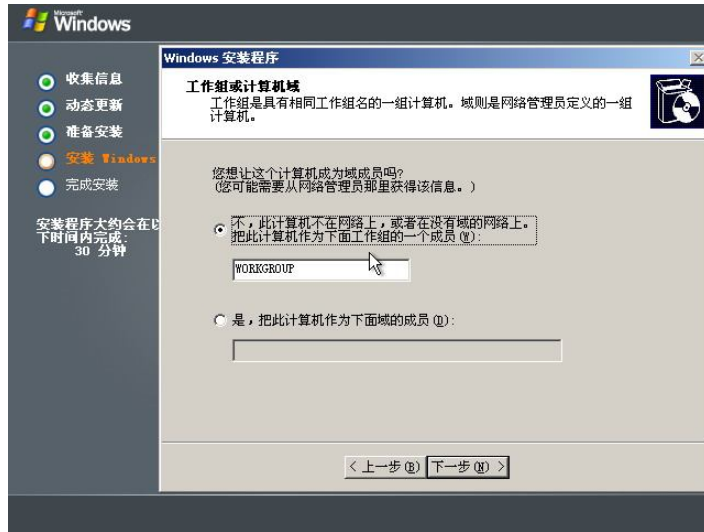 Microsoft
Windows
收集信息
动态更新
准备安装
安装 Windows
完成安装
安装程序大约会在以
下时间内完成:
30 分钟
Windows 安装程序
工作组或计算机域
工作组是具有相同工作组名的一组计算机。域则是网络管理员定义的一组
计算机。
您想让这个计算机成为域成员吗?
(您可能需要从网络管理员那里获得该信息。)
不，此计算机不在网络上，或者在没有域的网络上。
把此计算机作为下面工作组的一个成员(W):
WORKGROUP
是，把此计算机作为下面域的成员(D):
< 上一步(B)
下一步(N) >